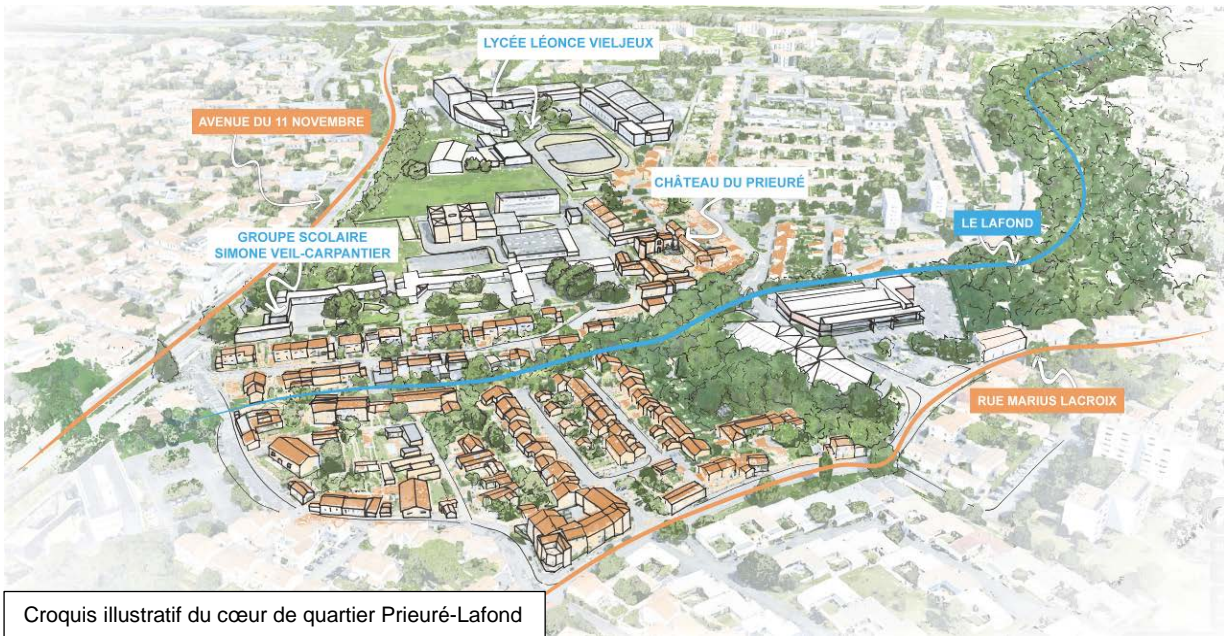 LYCÉE LÉONCE VIELJEUX
AVENUE DU 11 NOVEMBRE
CHÂTEAU DU PRIEURÉ
LE LAFOND
GROUPE SCOLAIRE
SIMONE VEIL-CARPANTIER
RUE MARIUS LACROIX
Croquis illustratif du cœur de quartier Prieuré-Lafond